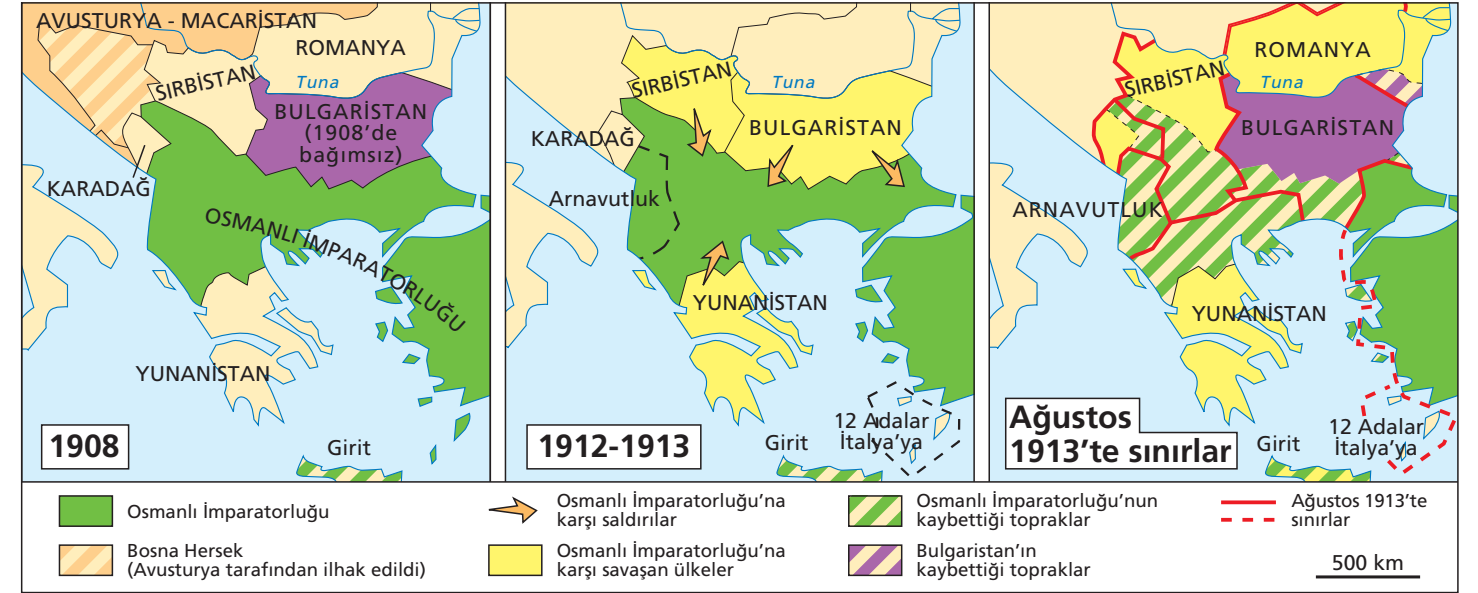 AVUSTURYA - MACARİSTAN
ROMANYA
SIRBİSTAN
Tuna
BULGARİSTAN
(1908’de
bağımsız)
KARADAĞ
OSMANLI İMPARATORLUĞU
YUNANİSTAN
1908
Girit
SIRBİSTAN
Tuna
KARADAĞ
BULGARİSTAN
Arnavutluk
YUNANİSTAN
12 Adalar
İtalya’ya
1912-1913
Girit
ROMANYA
SIRBİSTAN
Tuna
BULGARİSTAN
ARNAVUTLUK
YUNANİSTAN
Ağustos
1913’te sınırlar
12 Adalar
İtalya’ya
Girit
Osmanlı İmparatorluğu
Bosna Hersek
(Avusturya tarafından ilhak edildi)
Osmanlı İmparatorluğu’na
karşı saldırılar
Osmanlı İmparatorluğu’na
karşı savaşan ülkeler
Osmanlı İmparatorluğu’nun
kaybettiği topraklar
Bulgaristan’ın
kaybettiği topraklar
Ağustos 1913’te
sınırlar
500 km